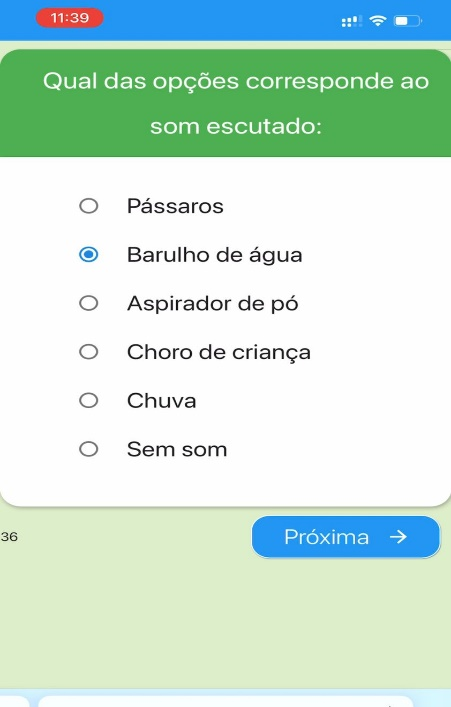 11:39
Qual das opções corresponde ao
som escutado:
Pássaros
Barulho de água
Aspirador de pó
Choro de criança
Chuva
Sem som
36
Próxima →